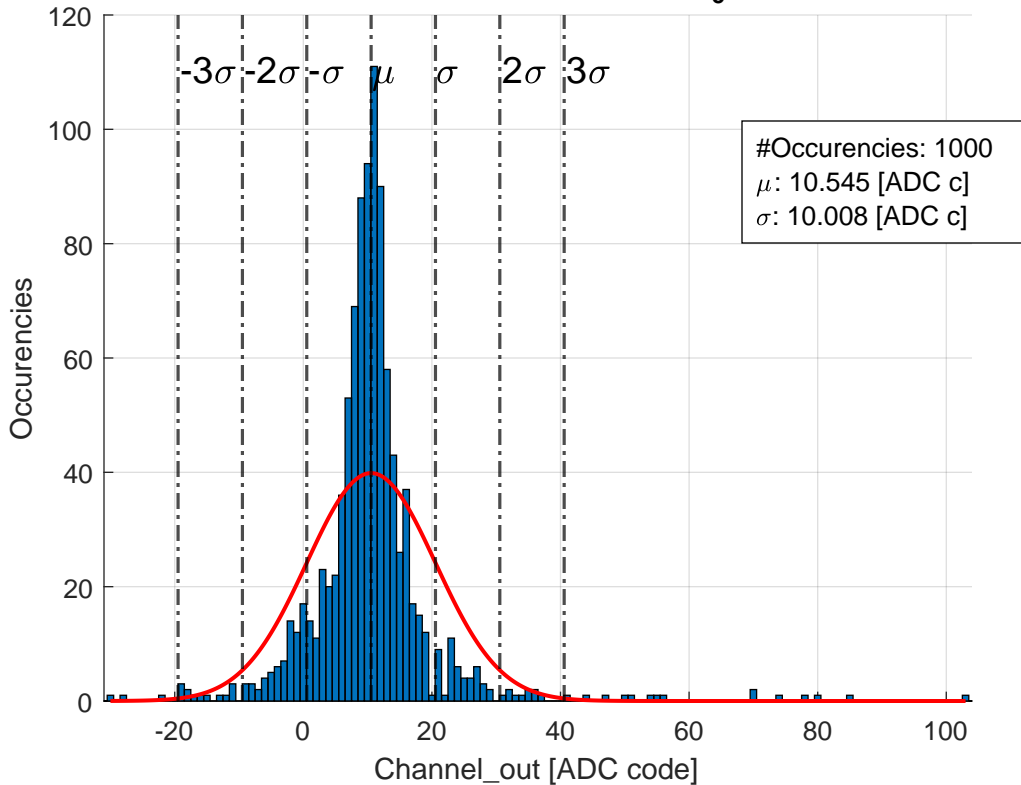 120
100
80
60
40
20
0
Occurencies
-3σ
-2σ
-σ
μ
σ
2σ
3σ
#Occurencies: 1000
μ: 10.545 [ADC c]
σ: 10.008 [ADC c]
-20
0
20
40
60
80
100
Channel_out [ADC code]